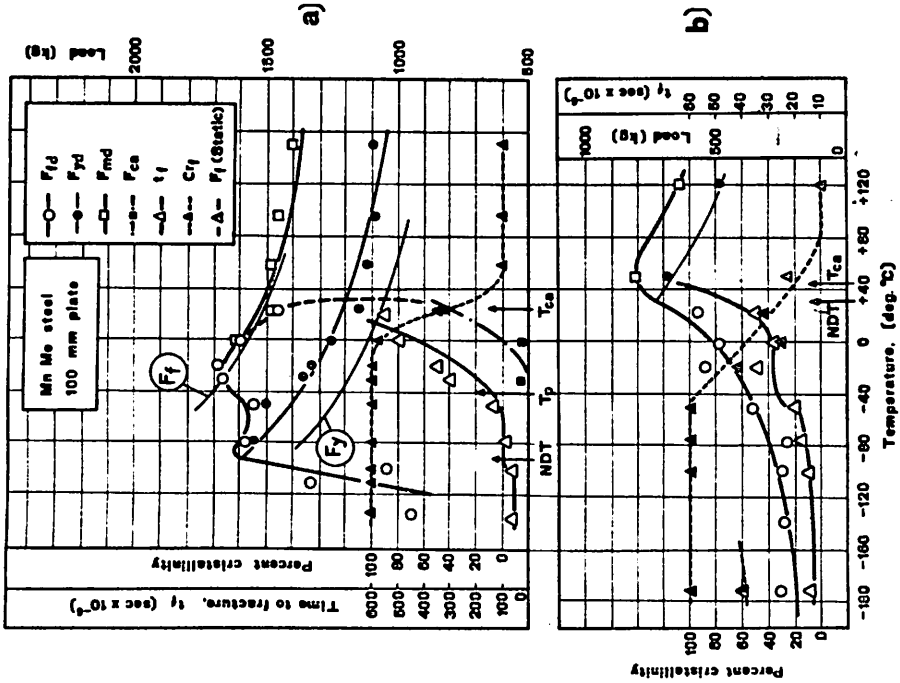 a)
Load (kg)
2000
1500
1000
500
Mn Mo steel
100 mm plate
F_fd
F_yd
F_md
F_ca
t_f
Cr_f
F_f (Static)
F_f
F_y
NDT
T_p
T_ca
Percent cristallinity
100
80
60
40
20
0
Time to fracture, t_f (sec x 10⁻⁶)
600
500
400
300
200
100
0
b)
t_f (sec x 10⁻⁶)
80
60
40
30
20
10
Load (kg)
1000
500
0
NDT
T_ca
Percent cristallinity
100
80
60
40
20
0
-180
-160
-120
-80
-40
0
+40
+80
+120
Temperature, (deg. °C)